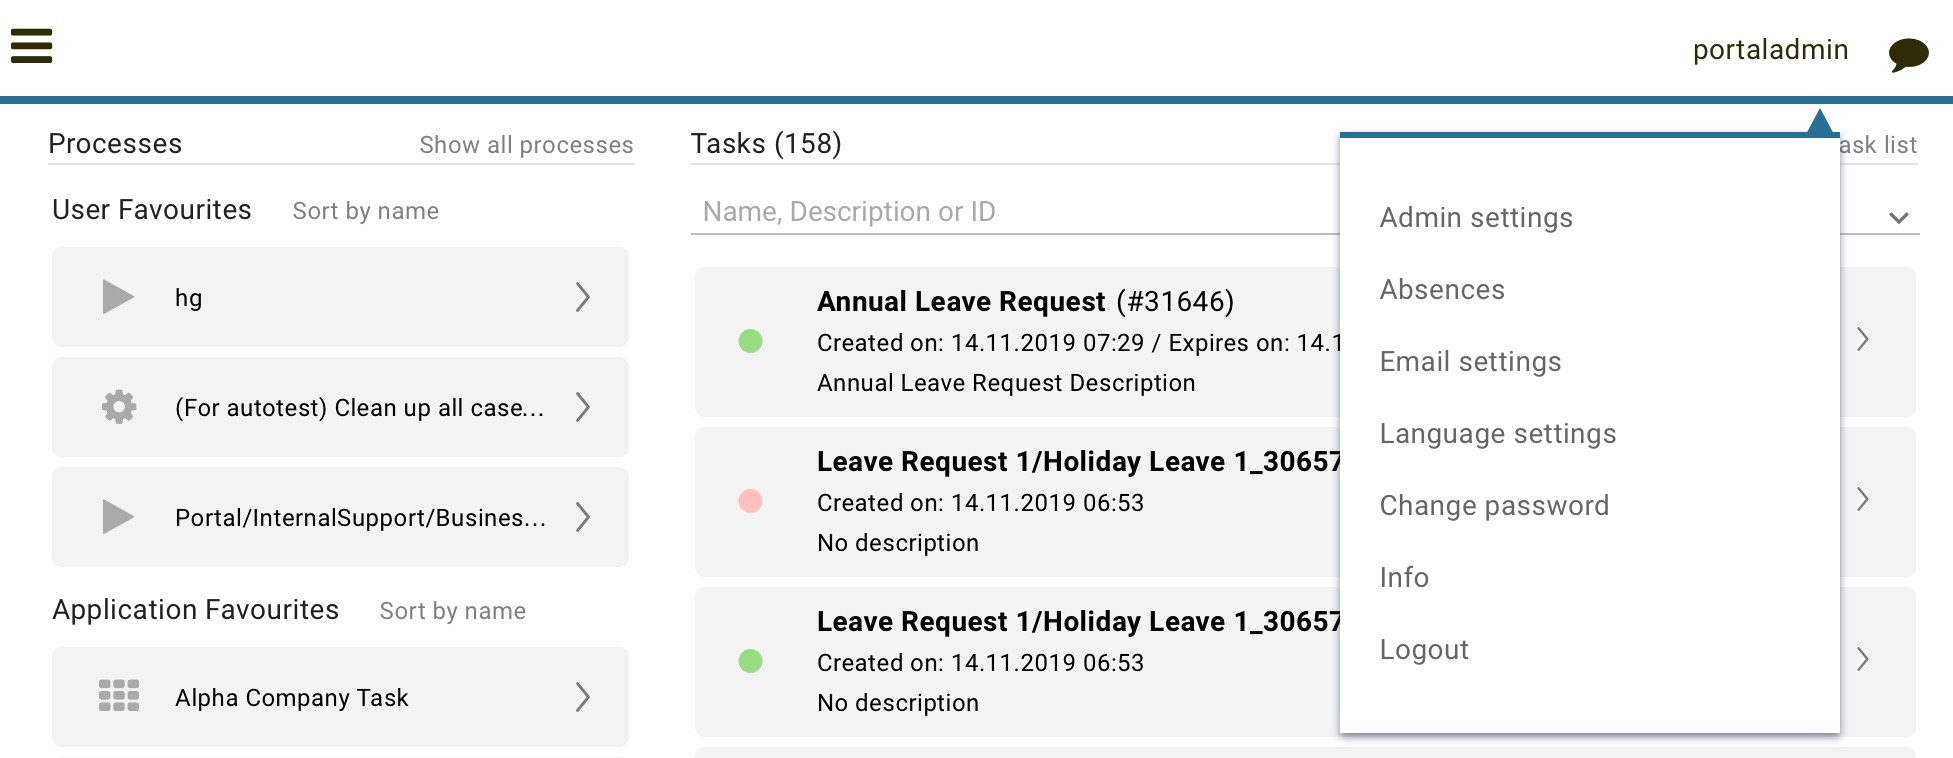 portaladmin
Processes
Show all processes
User Favourites
Sort by name
hg
(For autotest) Clean up all case...
Portal/InternalSupport/Busines...
Application Favourites
Sort by name
Alpha Company Task
Tasks (158)
ask list
Name, Description or ID
Annual Leave Request (#31646)
Created on: 14.11.2019 07:29 / Expires on: 14.1
Annual Leave Request Description
Leave Request 1/Holiday Leave 1_30657
Created on: 14.11.2019 06:53
No description
Leave Request 1/Holiday Leave 1_30657
Created on: 14.11.2019 06:53
No description
Admin settings
Absences
Email settings
Language settings
Change password
Info
Logout